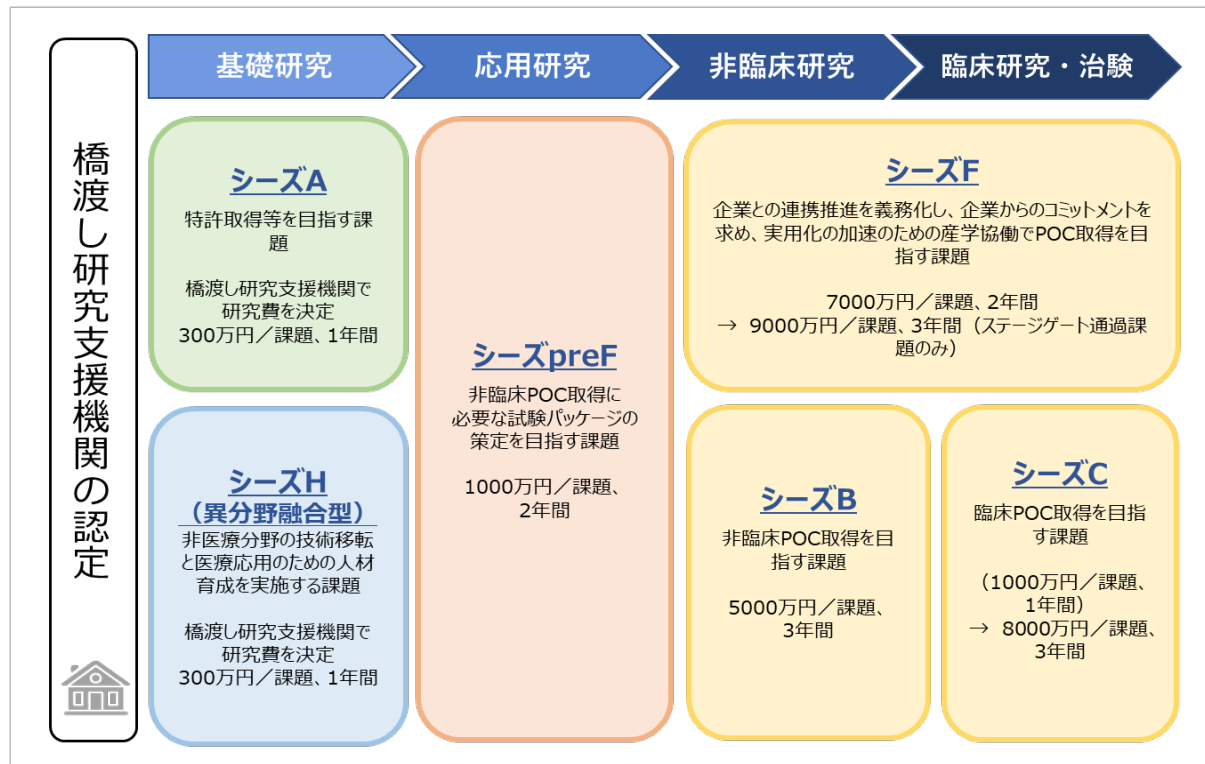 橋渡し研究支援機関の認定
基礎研究
応用研究
非臨床研究
臨床研究・治験
シーズA
特許取得等を目指す課
題
橋渡し研究支援機関で
研究費を決定
300万円／課題、1年間
シーズH
（異分野融合型）
非医療分野の技術移転
と医療応用のための人材
育成を実施する課題
橋渡し研究支援機関で
研究費を決定
300万円／課題、1年間
シーズpreF
非臨床POC取得に
必要な試験パッケージの
策定を目指す課題
1000万円／課題、
2年間
シーズF
企業との連携推進を義務化し、企業からのコミットメントを
求め、実用化の加速のための産学協働でPOC取得を目
指す課題
7000万円／課題、2年間
→ 9000万円／課題、3年間（ステージゲート通過課
題のみ）
シーズB
非臨床POC取得を目
指す課題
5000万円／課題、
3年間
シーズC
臨床POC取得を目指
す課題
（1000万円／課題、
1年間）
→ 8000万円／課題、
3年間